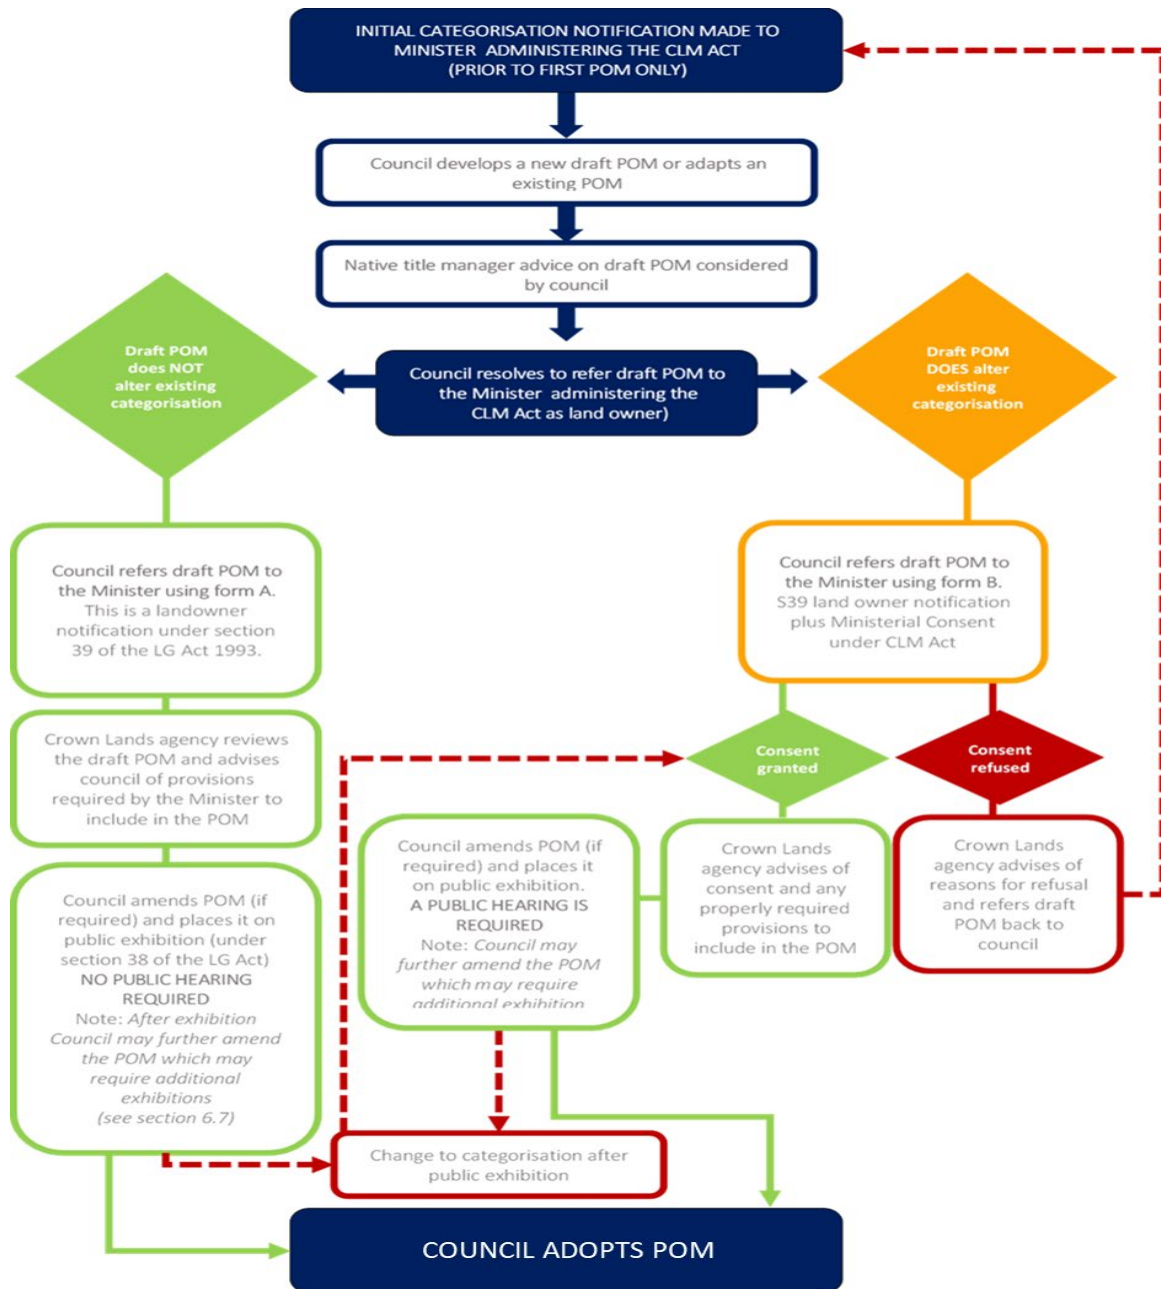 INITIAL CATEGORISATION NOTIFICATION MADE TO
MINISTER ADMINISTERING THE CLM ACT
(PRIOR TO FIRST POM ONLY)
Council develops a new draft POM or adapts an
existing POM
Native title manager advice on draft POM considered
by council
Council resolves to refer draft POM to
the Minister administering the
CLM Act as land owner)
Draft POM
does NOT
alter existing
categorisation
Draft POM
DOES alter
existing
categorisation
Council refers draft POM to
the Minister using form A.
This is a landowner
notification under section
39 of the LG Act 1993.
Council refers draft POM to
the Minister using form B.
S39 land owner notification
plus Ministerial Consent
under CLM Act
Crown Lands agency reviews
the draft POM and advises
council of provisions
required by the Minister to
include in the POM
Consent
granted
Consent
refused
Council amends POM (if
required) and places it on
public exhibition (under
section 38 of the LG Act)
NO PUBLIC HEARING
REQUIRED
Note: After exhibition
Council may further amend
the POM which may
require additional
exhibitions
(see section 6.7)
Council amends POM (if
required) and places it
on public exhibition.
A PUBLIC HEARING IS
REQUIRED
Note: Council may
further amend the POM
which may require
additional exhibition
Crown Lands
agency advises of
consent and any
properly required
provisions to
include in the POM
Crown Lands
agency advises of
reasons for refusal
and refers draft
POM back to
council
Change to categorisation after
public exhibition
COUNCIL ADOPTS POM